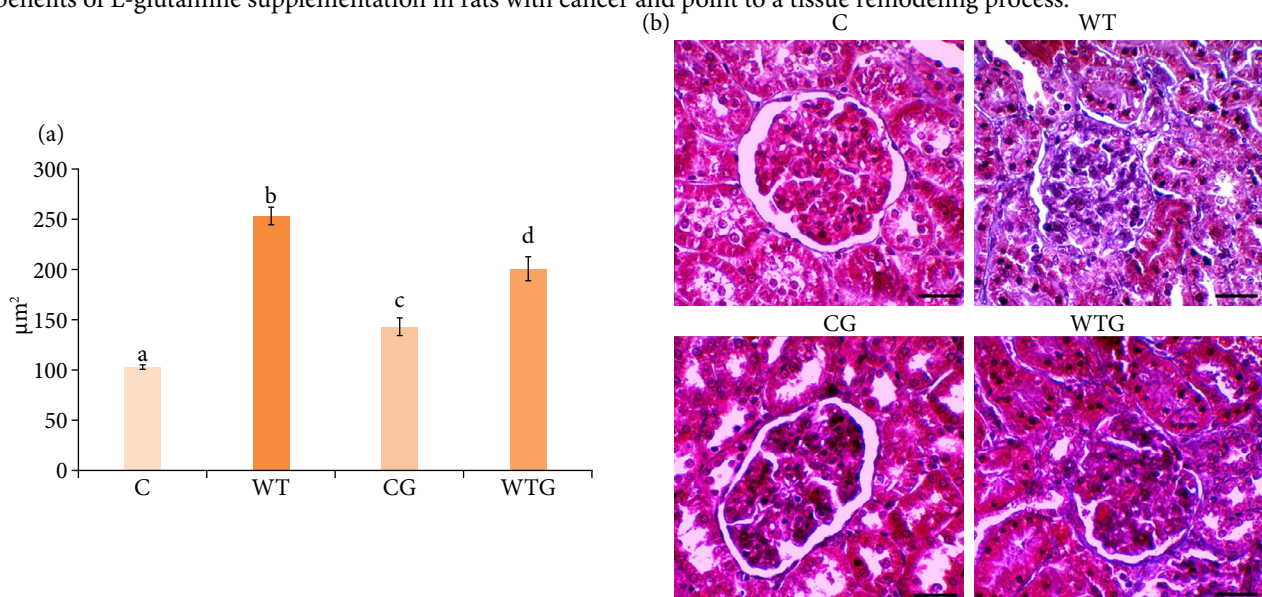 benefits of L-glutamine supplementation in rats with cancer and point to a tissue remodeling process.
(b)
C
WT
(a)
300
250
200
150
100
50
0
μm²
a
b
c
d
C
WT
CG
WTG
CG
WTG